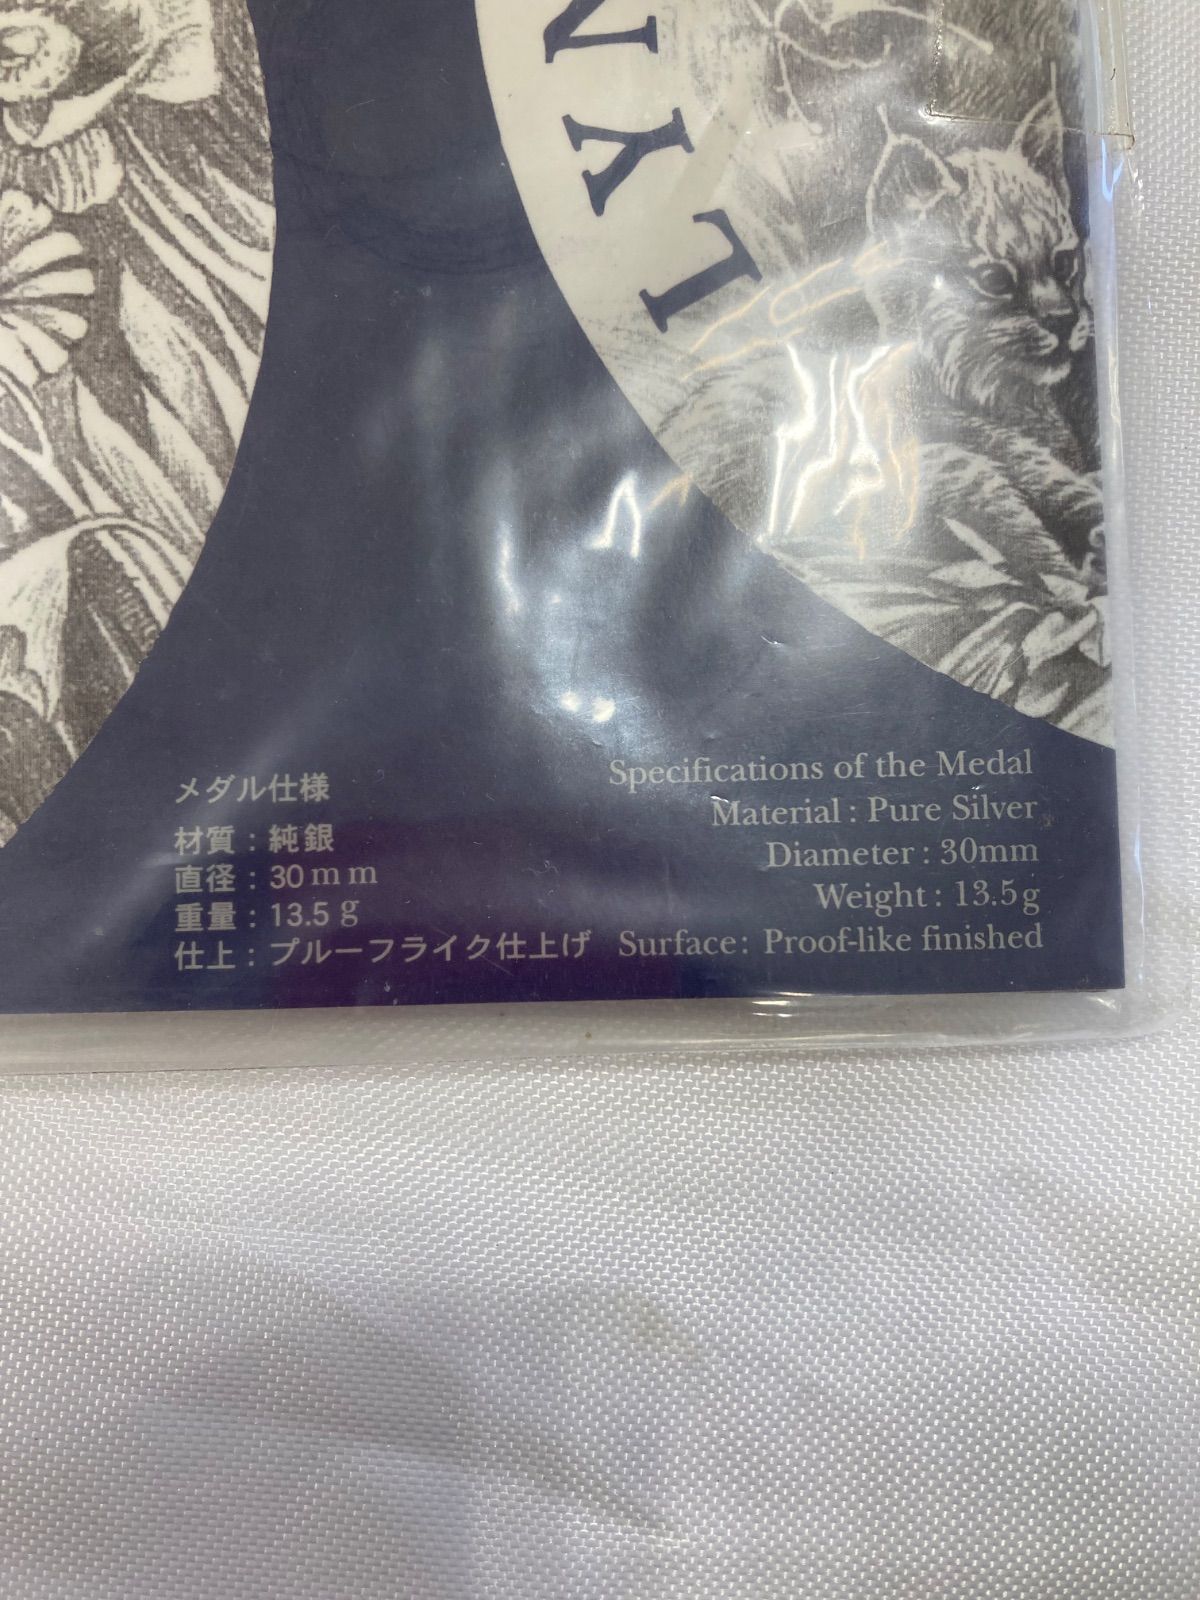 LYN
メダル仕様
材質：純銀
直径：30mm
重量：13.5g
仕上：プルーフライク仕上げ
Specifications of the Medal
Material : Pure Silver
Diameter : 30mm
Weight : 13.5g
Surface: Proof-like finished